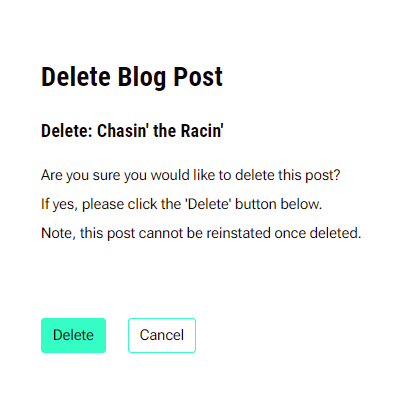 Delete Blog Post
Delete: Chasin' the Racin'
Are you sure you would like to delete this post?
If yes, please click the 'Delete' button below.
Note, this post cannot be reinstated once deleted.
Delete
Cancel